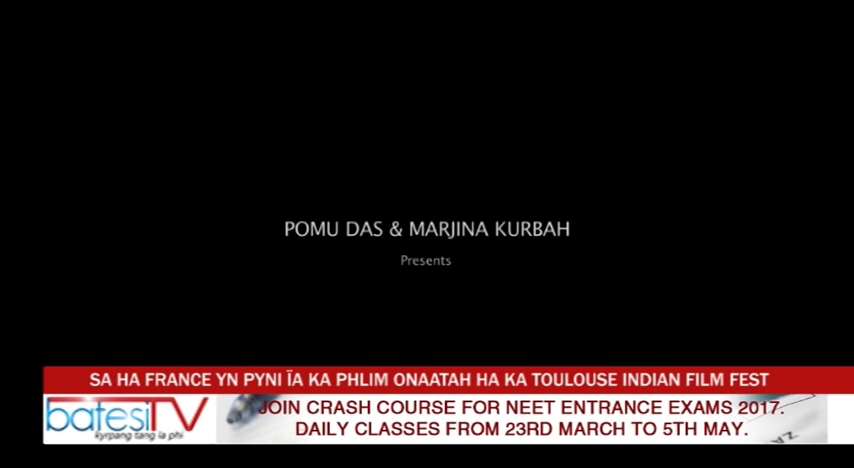 POMU DAS & MARJINA KURBAH
Presents
SA HA FRANCE YN PYNI ÏA KA PHLIM ONAATAH HA KA TOULOUSE INDIAN FILM FEST
batesiTV
kyrpang tang ïa phi
JOIN CRASH COURSE FOR NEET ENTRANCE EXAMS 2017.
DAILY CLASSES FROM 23RD MARCH TO 5TH MAY.